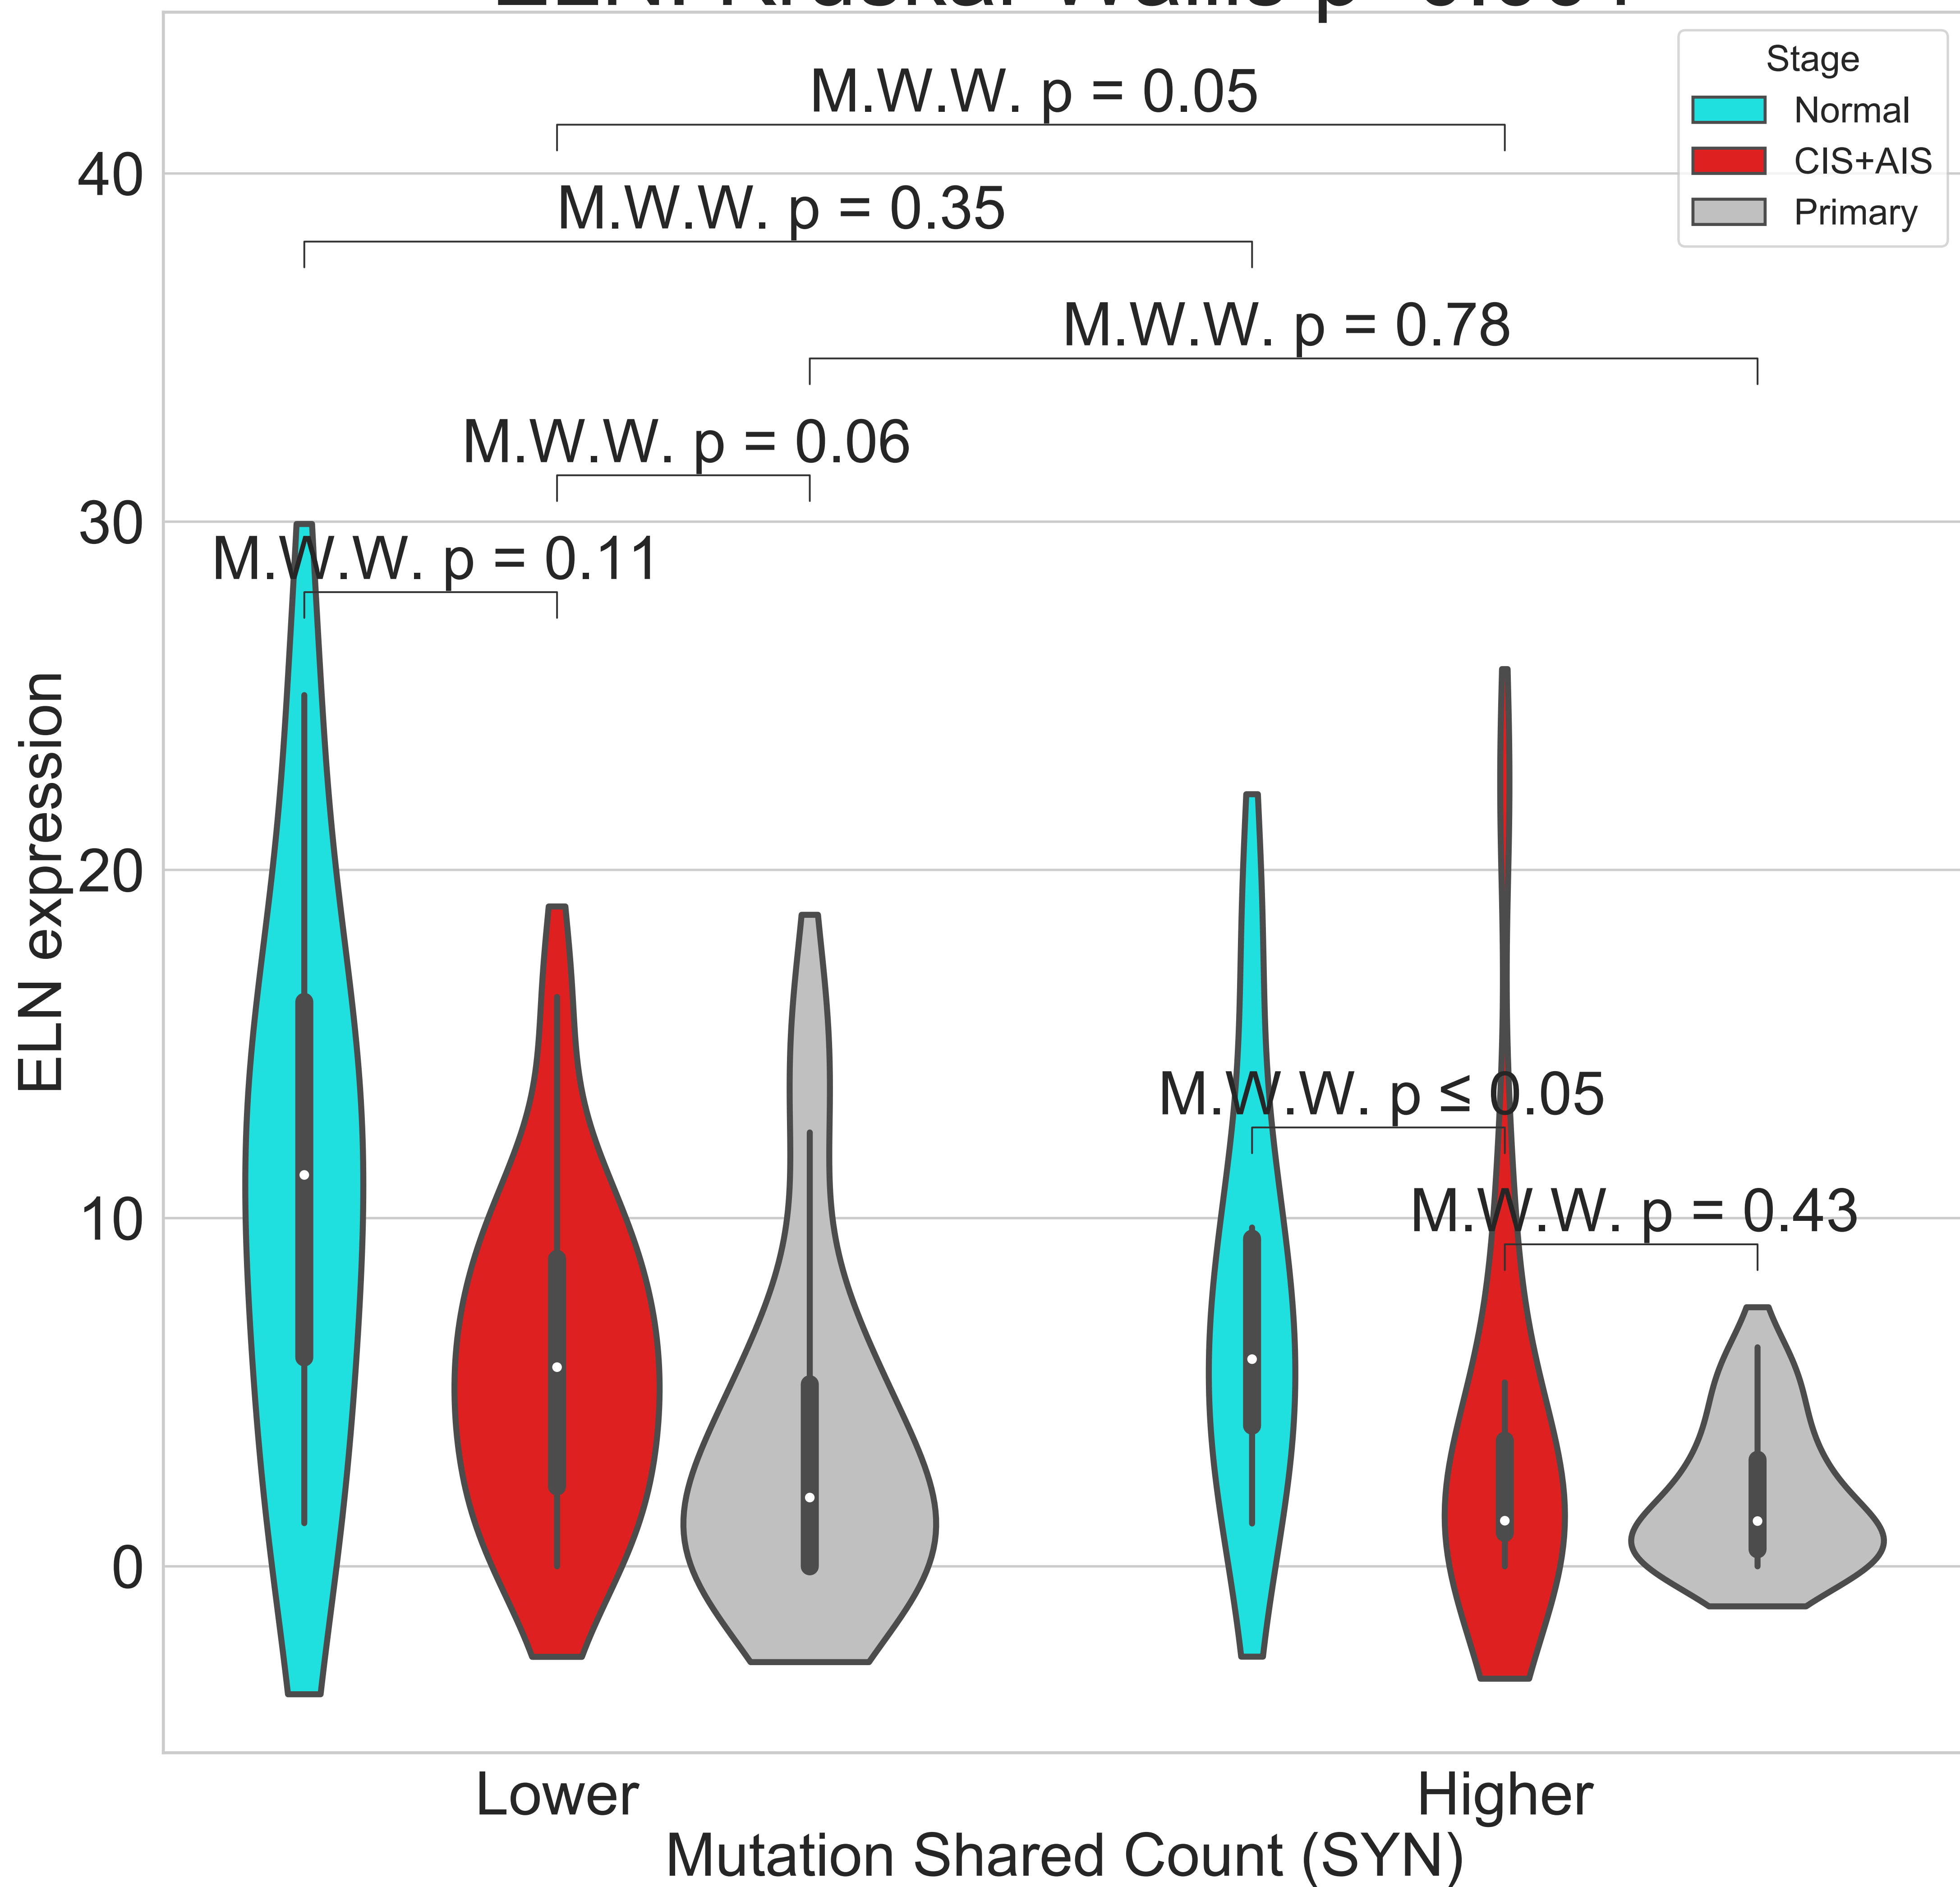 Stage
Normal
CIS+AIS
Primary
M.W.W. p = 0.05
40
M.W.W. p = 0.35
M.W.W. p = 0.78
M.W.W. p = 0.06
30
M.W.W. p = 0.11
ELN expression
20
M.W.W. p ≤ 0.05
10
M.W.W. p = 0.43
0
Lower
Higher
Mutation Shared Count (SYN)